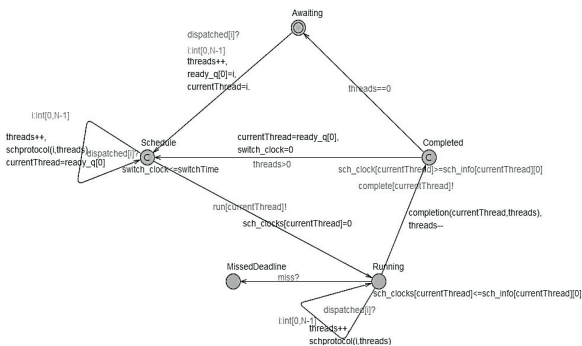 Awaiting
dispatched[i]?
i:int[0,N-1]
threads++,
ready_q[0]=i,
currentThread=i.
threads==0
i:int[0,N-1]
threads++,
schprotocol(i,threads),
currentThread=ready_q[0]
dispatched[i]?
Schedule
C
switch_clock<=switchTime
currentThread=ready_q[0],
switch_clock=0
threads>0
Completed
C
sch_clock[currentThread]>=sch_info[currentThread][0]
complete[currentThread]!
run[currentThread]!
sch_clocks[currentThread]=0
completion(currentThread,threads),
threads--
MissedDeadline
miss?
Running
sch_clocks[currentThread]<=sch_info[currentThread][0]
dispatched[i]?
i:int[0,N-1]
threads++,
schprotocol(i,threads)